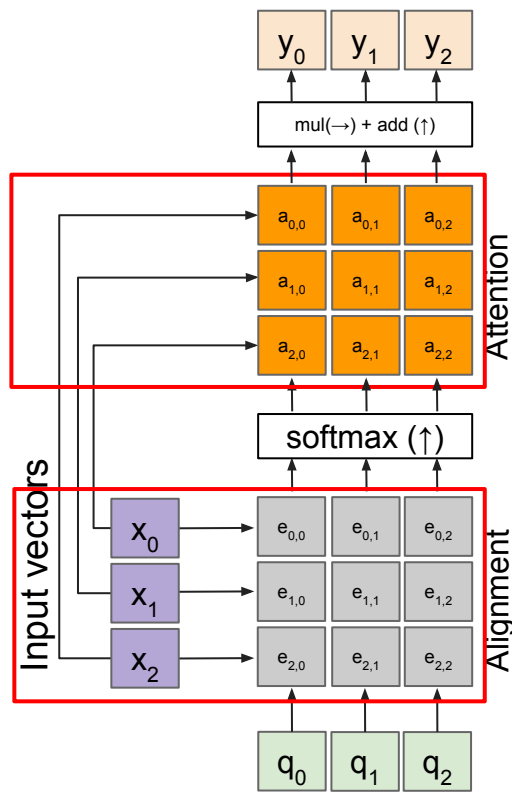 y0 y1 y2
mul(→) + add (↑)
a0,0 a0,1 a0,2
a1,0 a1,1 a1,2
a2,0 a2,1 a2,2
Attention
softmax (↑)
Input vectors
x0 e0,0 e0,1 e0,2
x1 e1,0 e1,1 e1,2
x2 e2,0 e2,1 e2,2
Alignment
q0 q1 q2